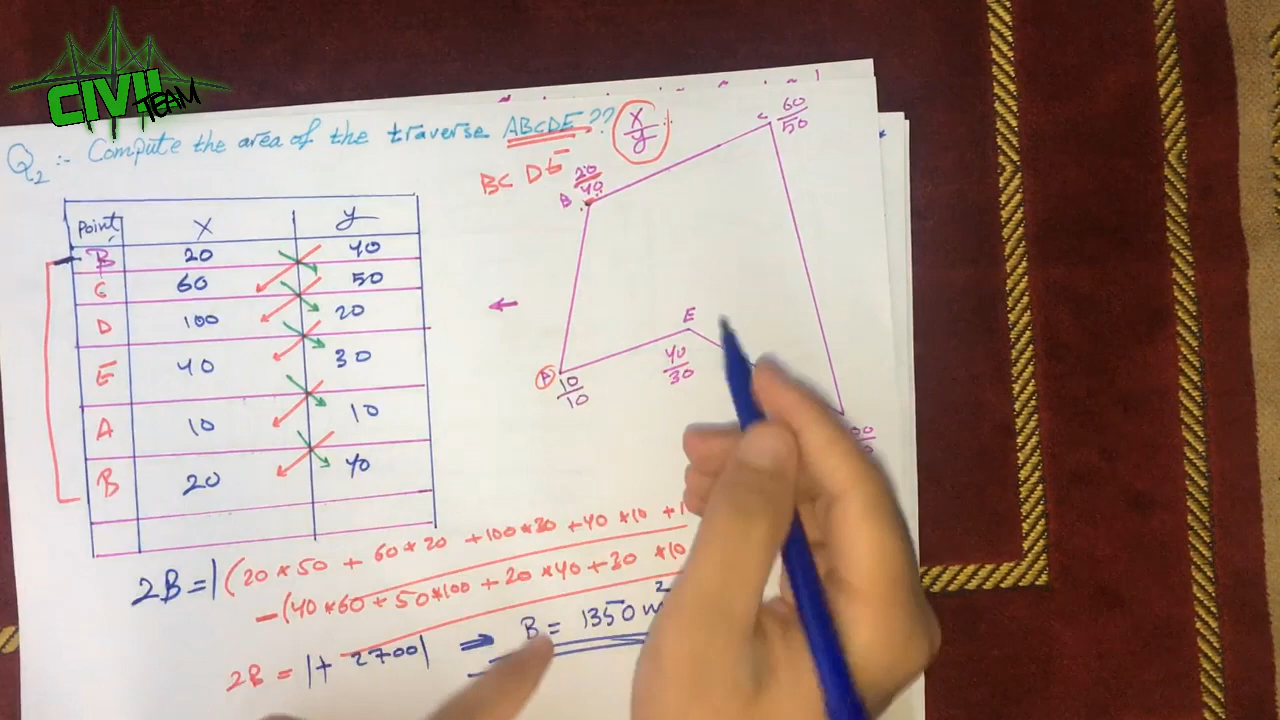 CIVIL
TEAM
Q2 :- Compute the area of the traverse ABCDE??
x/y
BC DE
Point x y
B 20 40
C 60 50
D 100 20
E 40 30
A 10 10
B 20 40
B 20/40
C 60/50
E 40/30
A 10/10
2B = | (20*50 + 60*20 + 100*30 + 40*10 + 1
-(40*60 + 50*100 + 20*40 + 30*10
2B = |+ 2700| ⇒ B = 1350 m²